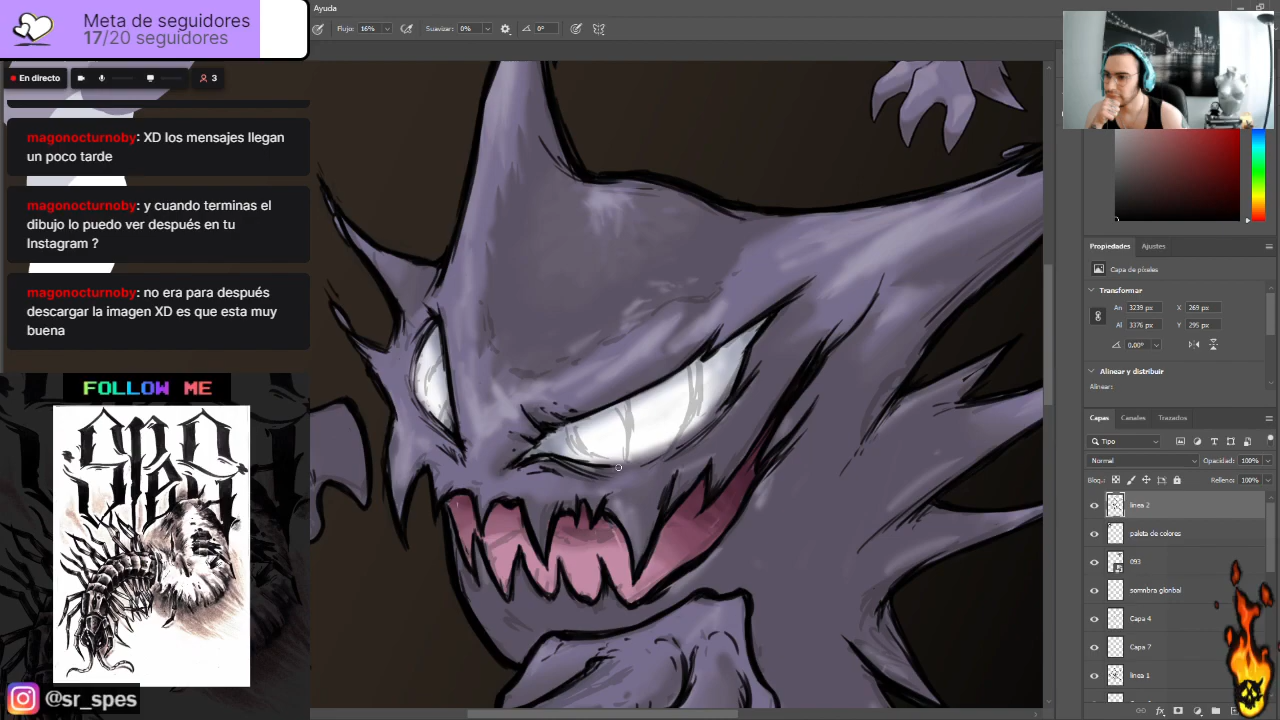 Meta de seguidores
17/20 seguidores
Ayuda
Flujo: 16%
Suavizar: 0%
0°
En directo
3
magonocturnoby: XD los mensajes llegan
un poco tarde
magonocturnoby: y cuando terminas el
dibujo lo puedo ver después en tu
Instagram ?
magonocturnoby: no era para después
descargar la imagen XD es que esta muy
buena
FOLLOW ME
@sr_spes
Propiedades
Ajustes
Capa de píxeles
Transformar
An 3239 px
X 269 px
Al 3376 px
Y 295 px
0,00°
Alinear y distribuir
Alinear:
Capas
Canales
Trazados
Tipo
Normal
Opacidad: 100%
Bloq.:
Relleno: 100%
linea 2
paleta de colores
093
somnbra glonbal
Capa 4
Capa 7
linea 1